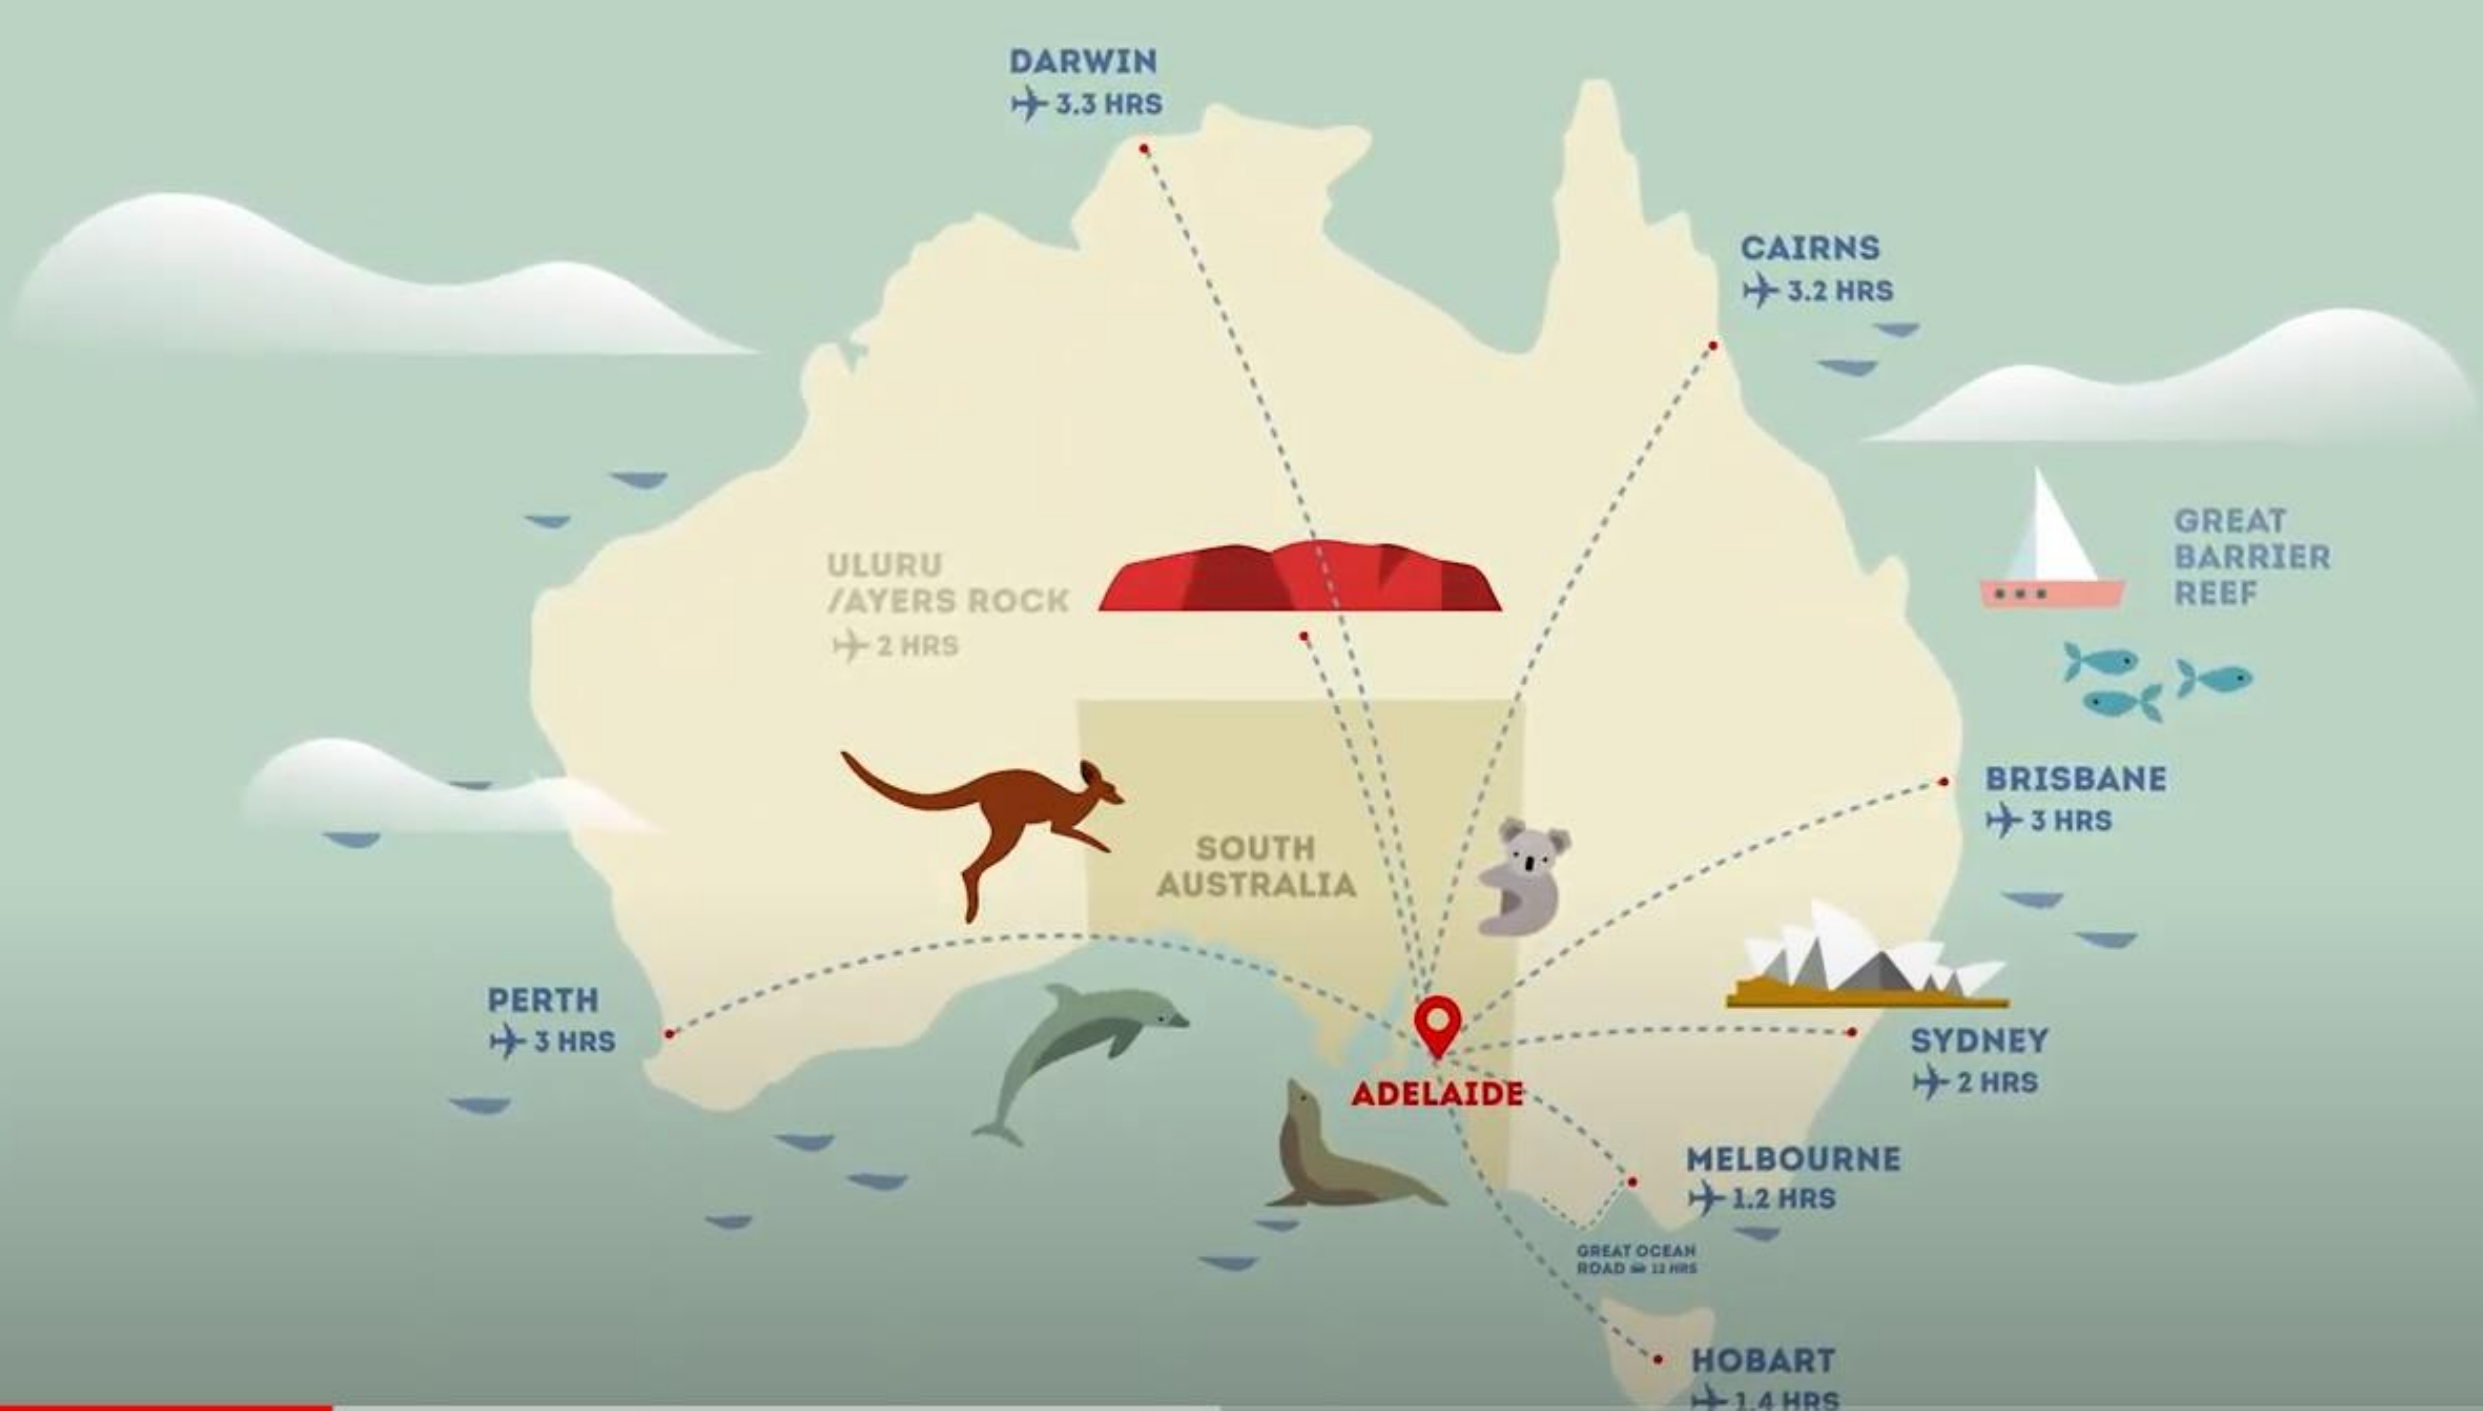 DARWIN
3.3 HRS
CAIRNS
3.2 HRS
GREAT
BARRIER
REEF
ULURU
/AYERS ROCK
2 HRS
BRISBANE
3 HRS
SOUTH
AUSTRALIA
PERTH
3 HRS
SYDNEY
2 HRS
ADELAIDE
MELBOURNE
1.2 HRS
GREAT OCEAN
ROAD 12 HRS
HOBART
1.4 HRS